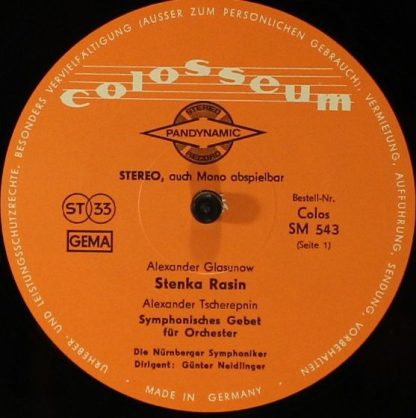 URHEBER- UND LEISTUNGSSCHUTZRECHTE, BESONDERS VERVIELFÄLTIGUNG (AUSSER ZUM PERSÖNLICHEN GEBRAUCH), VERMIETUNG, AUFFÜHRUNG, SENDUNG, VORBEHALTEN
colosseum
STEREO
PANDYNAMIC
RECORD
STEREO, auch Mono abspielbar
ST 33
GEMA
Bestell-Nr.
Colos
SM 543
(Seite 1)
Alexander Glasunow
Stenka Rasin
Alexander Tscherepnin
Symphonisches Gebet
für Orchester
Die Nürnberger Symphoniker
Dirigent: Günter Neidlinger
• MADE IN GERMANY •